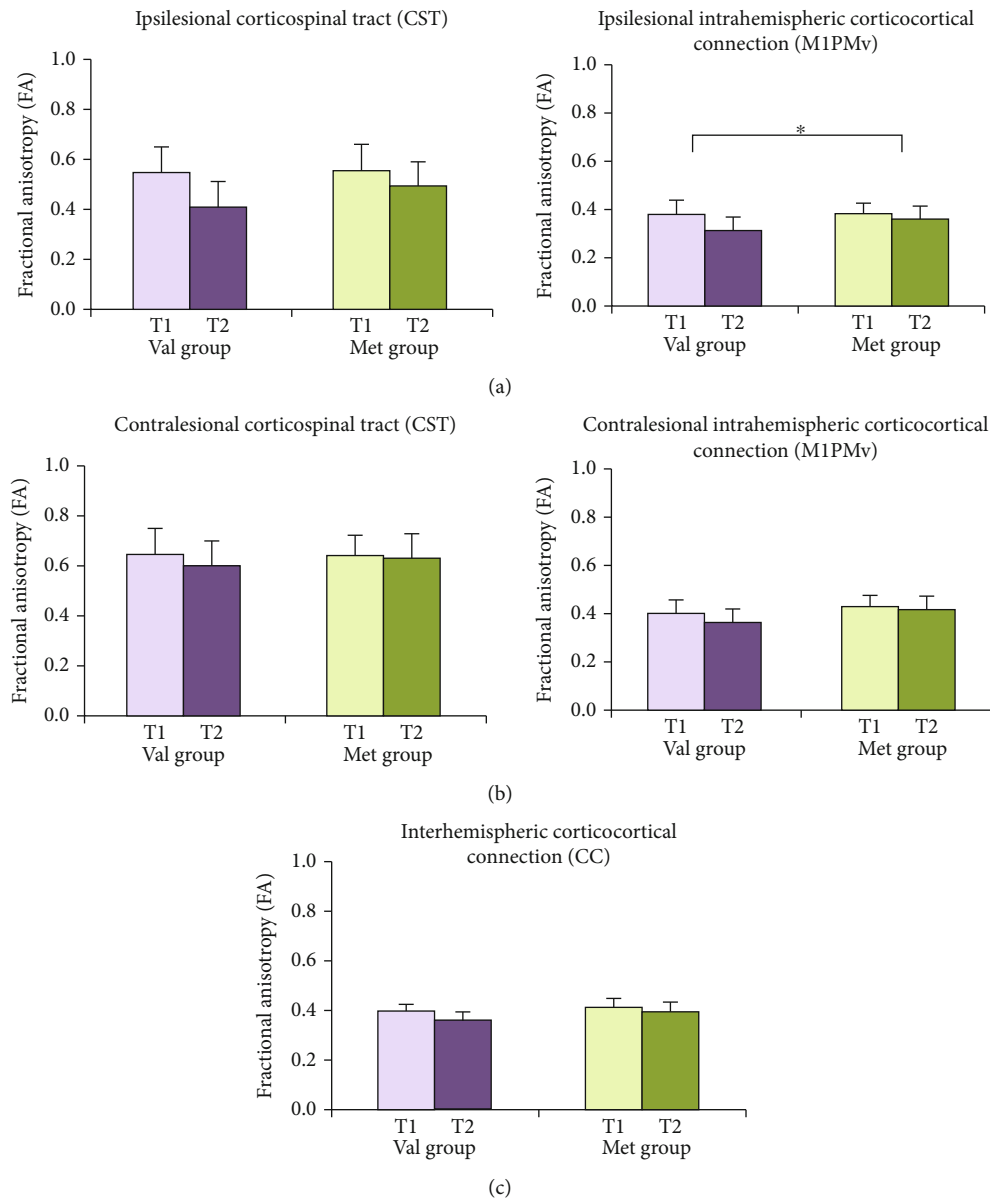 Ipsilesional corticospinal tract (CST)
Fractional anisotropy (FA)
1.0
0.8
0.6
0.4
0.2
0.0
T1 T2 T1 T2
Val group Met group
Ipsilesional intrahemispheric corticocortical
connection (M1PMv)
Fractional anisotropy (FA)
1.0
0.8
0.6
0.4
0.2
0.0
*
T1 T2 T1 T2
Val group Met group
(a)
Contralesional corticospinal tract (CST)
Fractional anisotropy (FA)
1.0
0.8
0.6
0.4
0.2
0.0
T1 T2 T1 T2
Val group Met group
Contralesional intrahemispheric corticocortical
connection (M1PMv)
Fractional anisotropy (FA)
1.0
0.8
0.6
0.4
0.2
0.0
T1 T2 T1 T2
Val group Met group
(b)
Interhemispheric corticocortical
connection (CC)
Fractional anisotropy (FA)
1.0
0.8
0.6
0.4
0.2
0.0
T1 T2 T1 T2
Val group Met group
(c)